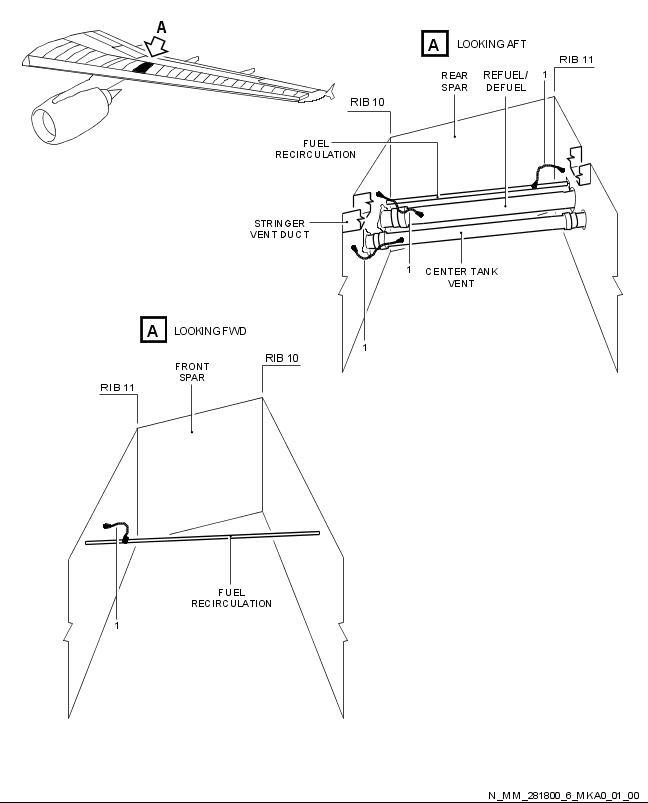 A
A LOOKING AFT
REAR
SPAR
REFUEL/
DEFUEL
1
RIB 11
RIB 10
FUEL
RECIRCULATION
STRINGER
VENT DUCT
1
CENTER TANK
VENT
1
A LOOKING FWD
FRONT
SPAR
RIB 10
RIB 11
FUEL
RECIRCULATION
1
N_MM_281800_6_MKA0_01_00